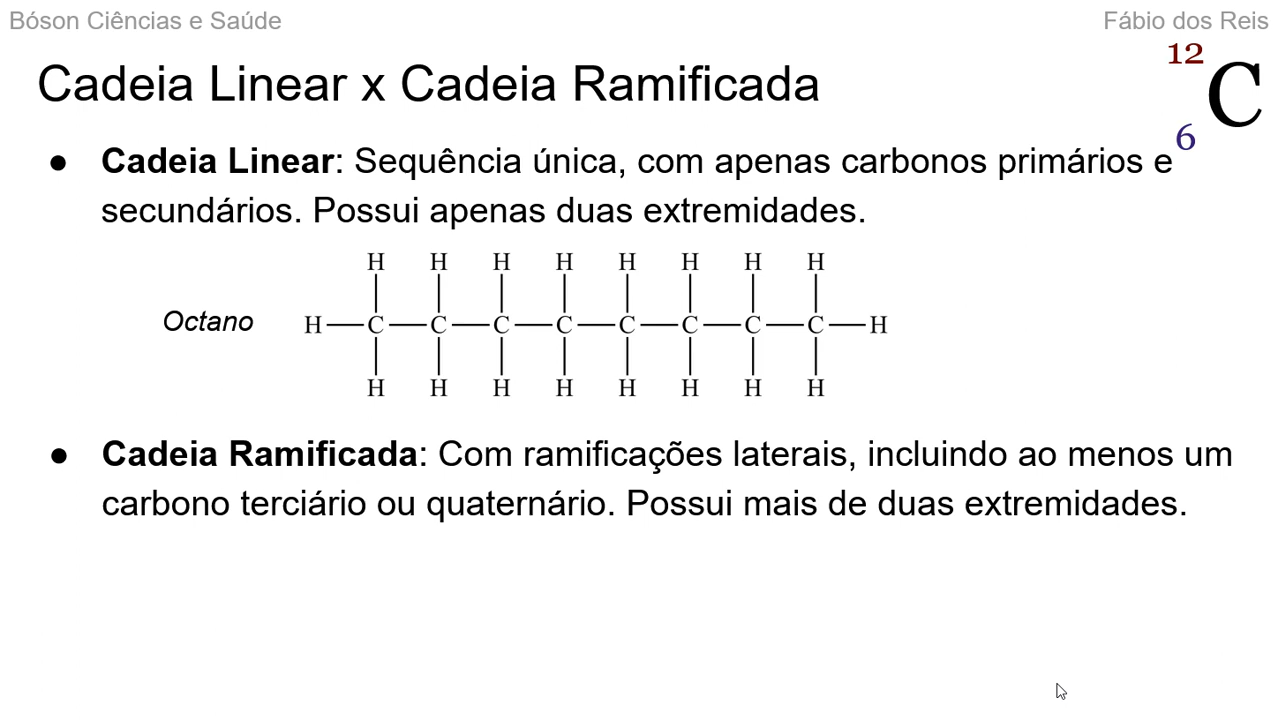 Bóson Ciências e Saúde
Fábio dos Reis
Cadeia Linear x Cadeia Ramificada
12
C
6
● Cadeia Linear: Sequência única, com apenas carbonos primários e
secundários. Possui apenas duas extremidades.
H H H H H H H H
Octano H—C—C—C—C—C—C—C—C—H
H H H H H H H H
● Cadeia Ramificada: Com ramificações laterais, incluindo ao menos um
carbono terciário ou quaternário. Possui mais de duas extremidades.